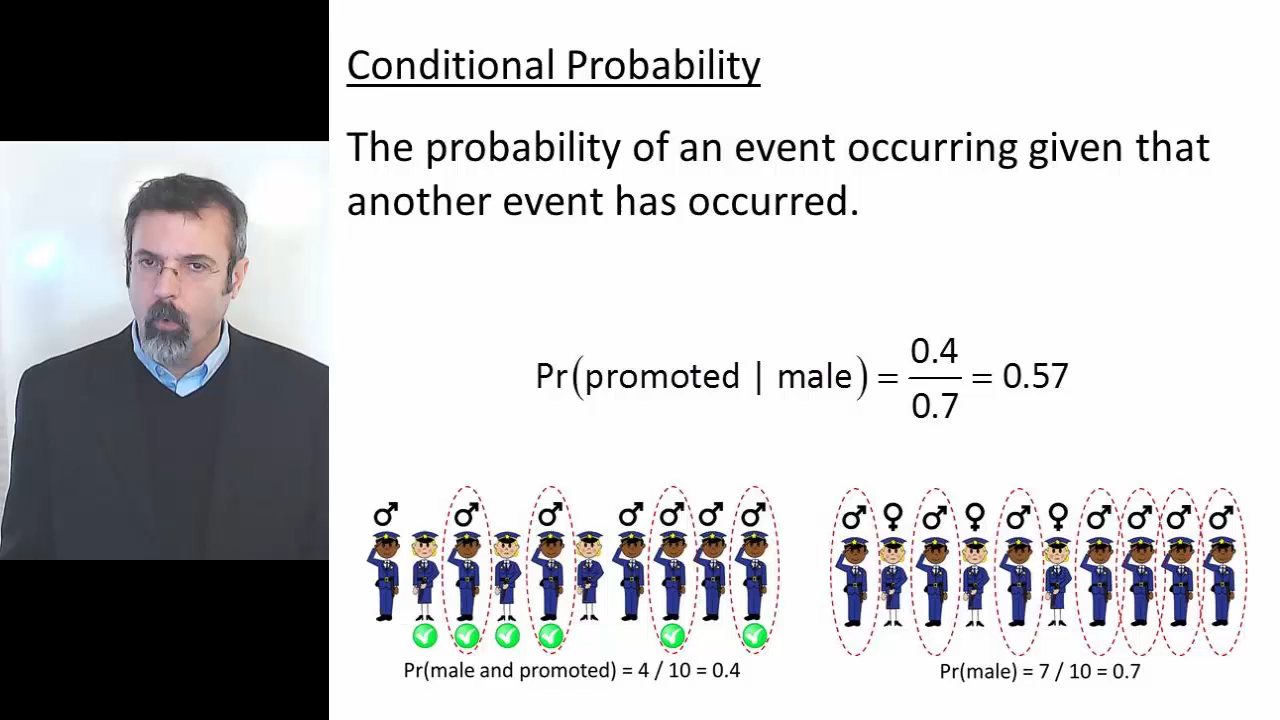 Conditional Probability
The probability of an event occurring given that
another event has occurred.
Pr(promoted | male) = 0.4 / 0.7 = 0.57
♂ ♂ ♂ ♂ ♂ ♂ ♂
♂ ♀ ♂ ♀ ♂ ♀ ♂ ♂ ♂ ♂
Pr(male and promoted) = 4 / 10 = 0.4
Pr(male) = 7 / 10 = 0.7